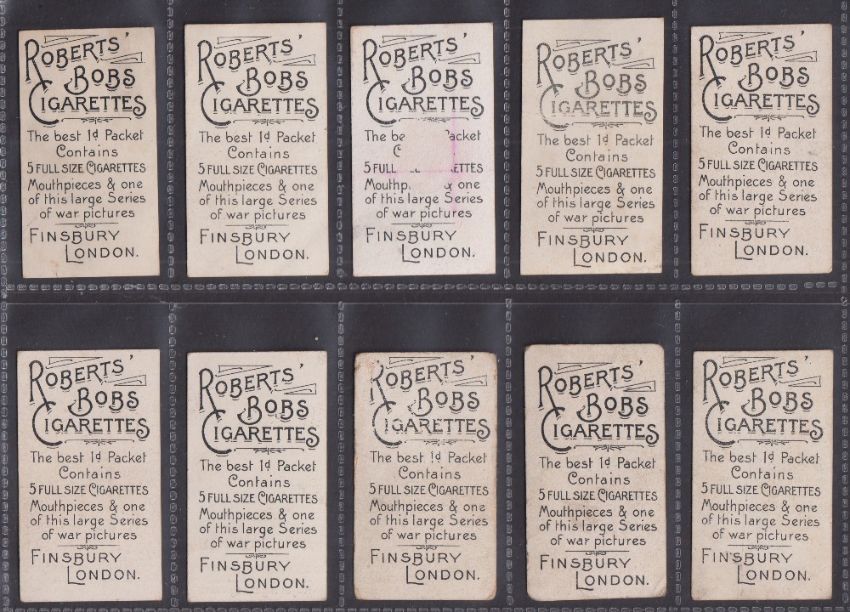 ROBERTS'
BOBS
CIGARETTES
The best 1d Packet
Contains
5 FULL SIZE CIGARETTES
Mouthpieces & one
of this large Series
of war pictures
FINSBURY
LONDON.
ROBERTS'
BOBS
CIGARETTES
The best 1d Packet
Contains
5 FULL SIZE CIGARETTES
Mouthpieces & one
of this large Series
of war pictures
FINSBURY
LONDON.
ROBERTS'
BOBS
CIGARETTES
The be acket
C
5 FULL ETTES
Mouthp & one
of this large Series
of war pictures
FINSBURY
LONDON.
ROBERTS'
BOBS
CIGARETTES
The best 1d Packet
Contains
5 FULL SIZE CIGARETTES
Mouthpieces & one
of this large Series
of war pictures
FINSBURY
LONDON.
ROBERTS'
BOBS
CIGARETTES
The best 1d Packet
Contains
5 FULL SIZE CIGARETTES
Mouthpieces & one
of this large Series
of war pictures
FINSBURY
LONDON.
ROBERTS'
BOBS
CIGARETTES
The best 1d Packet
Contains
5 FULL SIZE CIGARETTES
Mouthpieces & one
of this large Series
of war pictures
FINSBURY
LONDON.
ROBERTS'
BOBS
CIGARETTES
The best 1d Packet
Contains
5 FULL SIZE CIGARETTES
Mouthpieces & one
of this large Series
of war pictures
FINSBURY
LONDON.
ROBERTS'
BOBS
CIGARETTES
The best 1d Packet
Contains
5 FULL SIZE CIGARETTES
Mouthpieces & one
of this large Series
of war pictures
FINSBURY
LONDON.
ROBERTS'
BOBS
CIGARETTES
The best 1d Packet
Contains
5 FULL SIZE CIGARETTES
Mouthpieces & one
of this large Series
of war pictures
FINSBURY
LONDON.
ROBERTS'
BOBS
CIGARETTES
The best 1d Packet
Contains
5 FULL SIZE CIGARETTES
Mouthpieces & one
of this large Series
of war pictures
FINSBURY
LONDON.